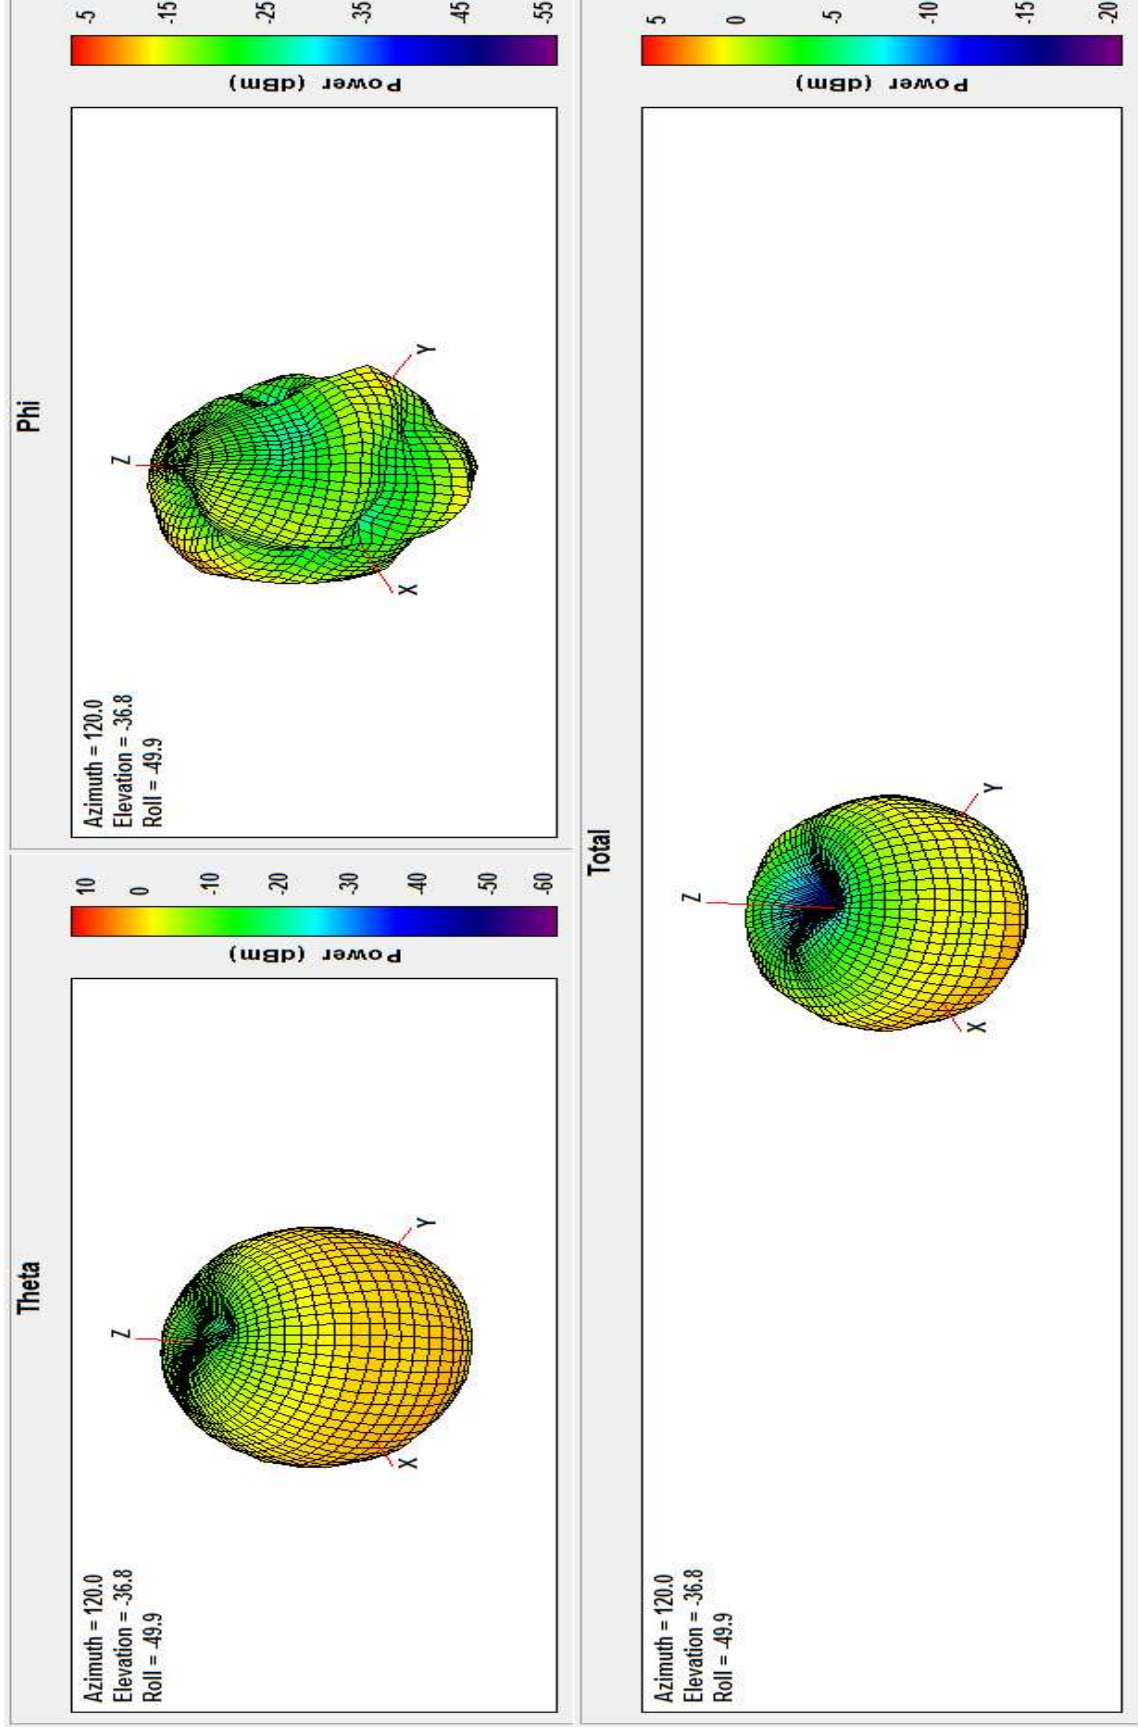 Theta
Azimuth = 120.0
Elevation = -36.8
Roll = -49.9
Z
X
Y
Power (dBm)
10
0
-10
-20
-30
-40
-50
-60
Phi
Azimuth = 120.0
Elevation = -36.8
Roll = -49.9
Z
X
Y
Power (dBm)
-5
-15
-25
-35
-45
-55
Total
Azimuth = 120.0
Elevation = -36.8
Roll = -49.9
Z
X
Y
Power (dBm)
5
0
-5
-10
-15
-20